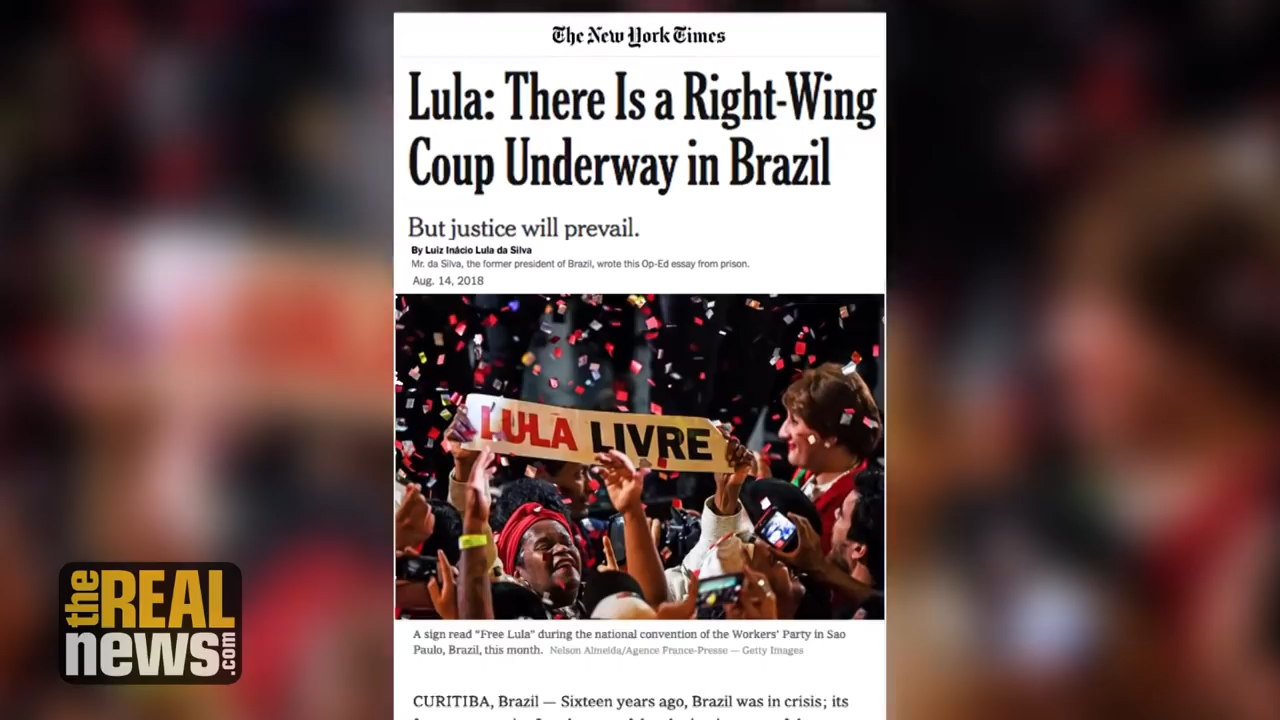 The New York Times
Lula: There Is a Right-Wing
Coup Underway in Brazil
But justice will prevail.
By Luiz Inácio Lula da Silva
Mr. da Silva, the former president of Brazil, wrote this Op-Ed essay from prison.
Aug. 14, 2018
LULA LIVRE
A sign read "Free Lula" during the national convention of the Workers' Party in Sao
Paulo, Brazil, this month. Nelson Almeida/Agence France-Presse — Getty Images
CURITIBA, Brazil — Sixteen years ago, Brazil was in crisis; its
the REAL
news.com